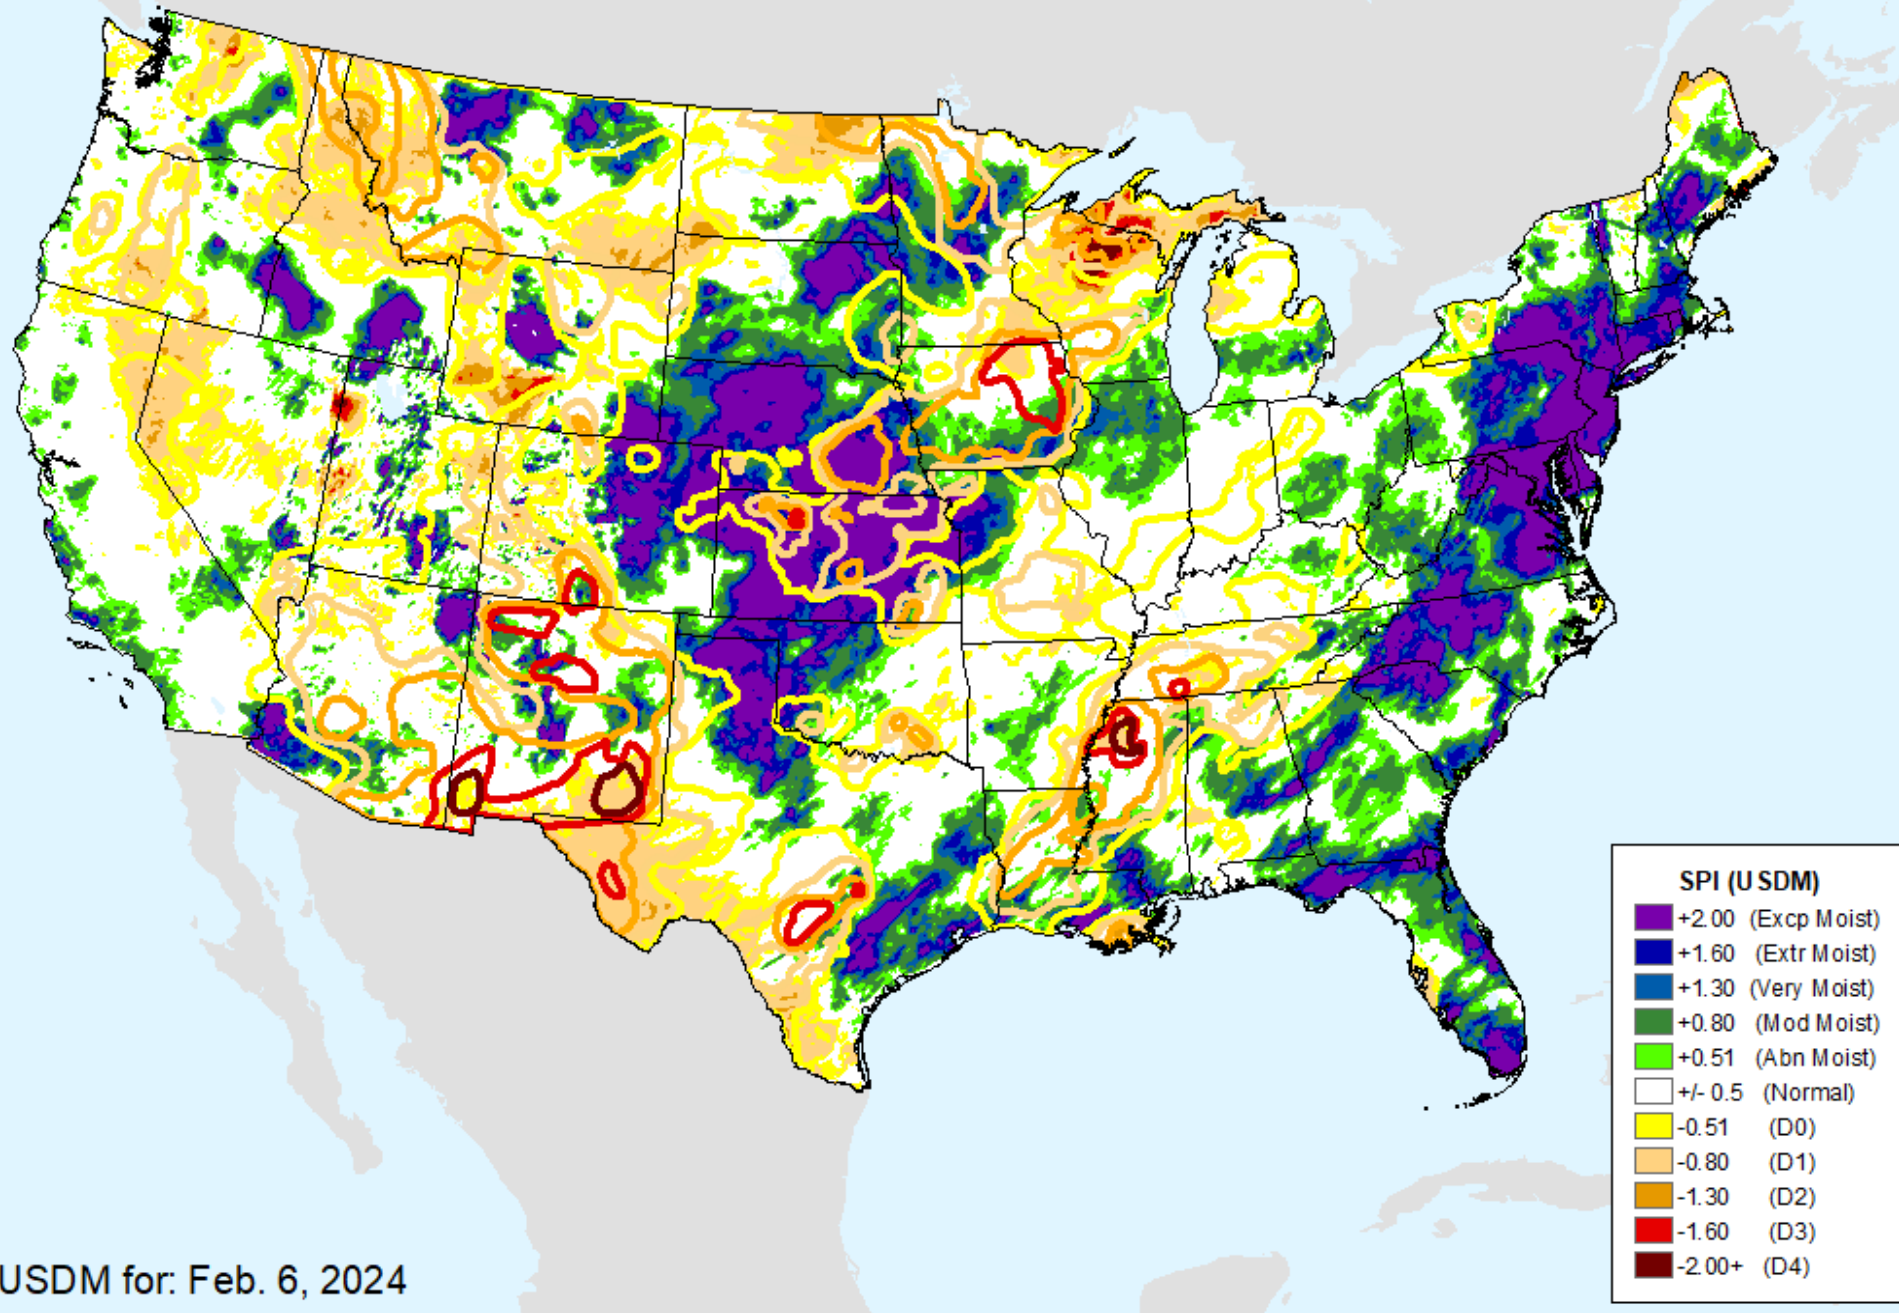 SPI (USDM)
+2.00 (Excp Moist)
+1.60 (Extr Moist)
+1.30 (Very Moist)
+0.80 (Mod Moist)
+0.51 (Abn Moist)
+/- 0.5 (Normal)
-0.51 (D0)
-0.80 (D1)
-1.30 (D2)
-1.60 (D3)
-2.00+ (D4)
USDM for: Feb. 6, 2024